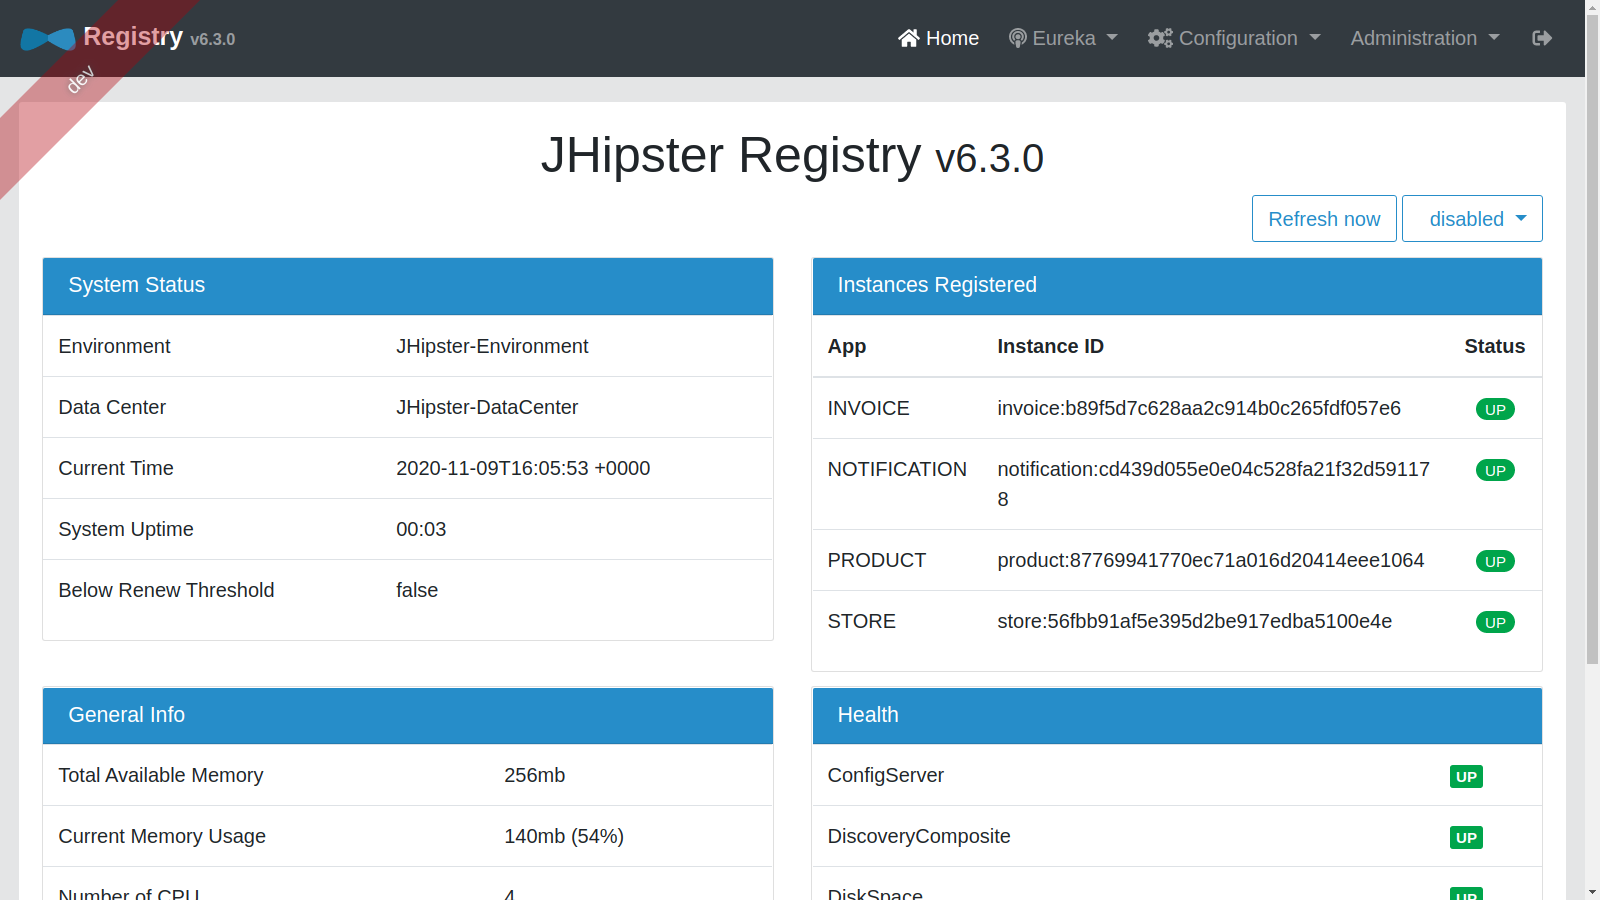 Registry v6.3.0
Home Eureka Configuration Administration
dev
JHipster Registry v6.3.0
Refresh now disabled
System Status
Environment JHipster-Environment
Data Center JHipster-DataCenter
Current Time 2020-11-09T16:05:53 +0000
System Uptime 00:03
Below Renew Threshold false
Instances Registered
App Instance ID Status
INVOICE invoice:b89f5d7c628aa2c914b0c265fdf057e6 UP
NOTIFICATION notification:cd439d055e0e04c528fa21f32d59117 UP
8
PRODUCT product:87769941770ec71a016d20414eee1064 UP
STORE store:56fbb91af5e395d2be917edba5100e4e UP
General Info
Total Available Memory 256mb
Current Memory Usage 140mb (54%)
Number of CPU 4
Health
ConfigServer UP
DiscoveryComposite UP
DiskSpace UP